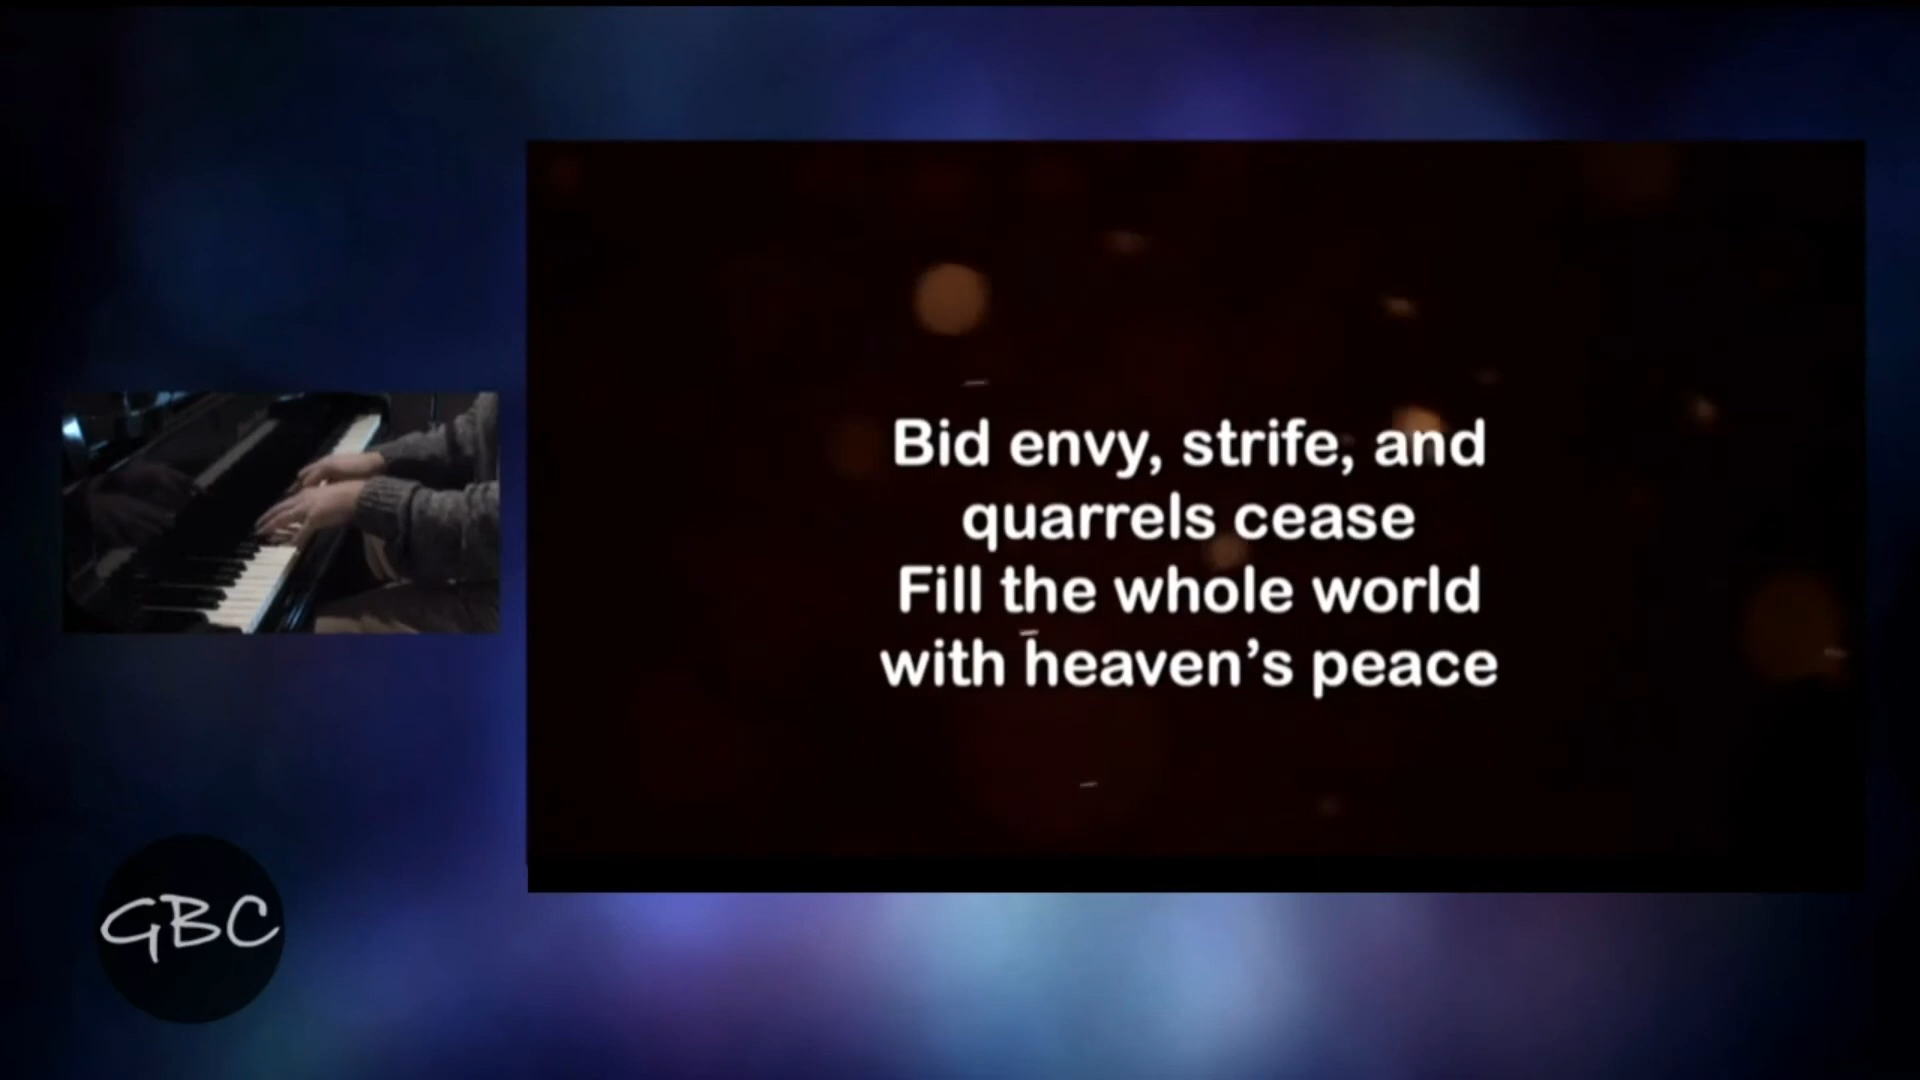 Bid envy, strife, and
quarrels cease
Fill the whole world
with heaven’s peace
GBC